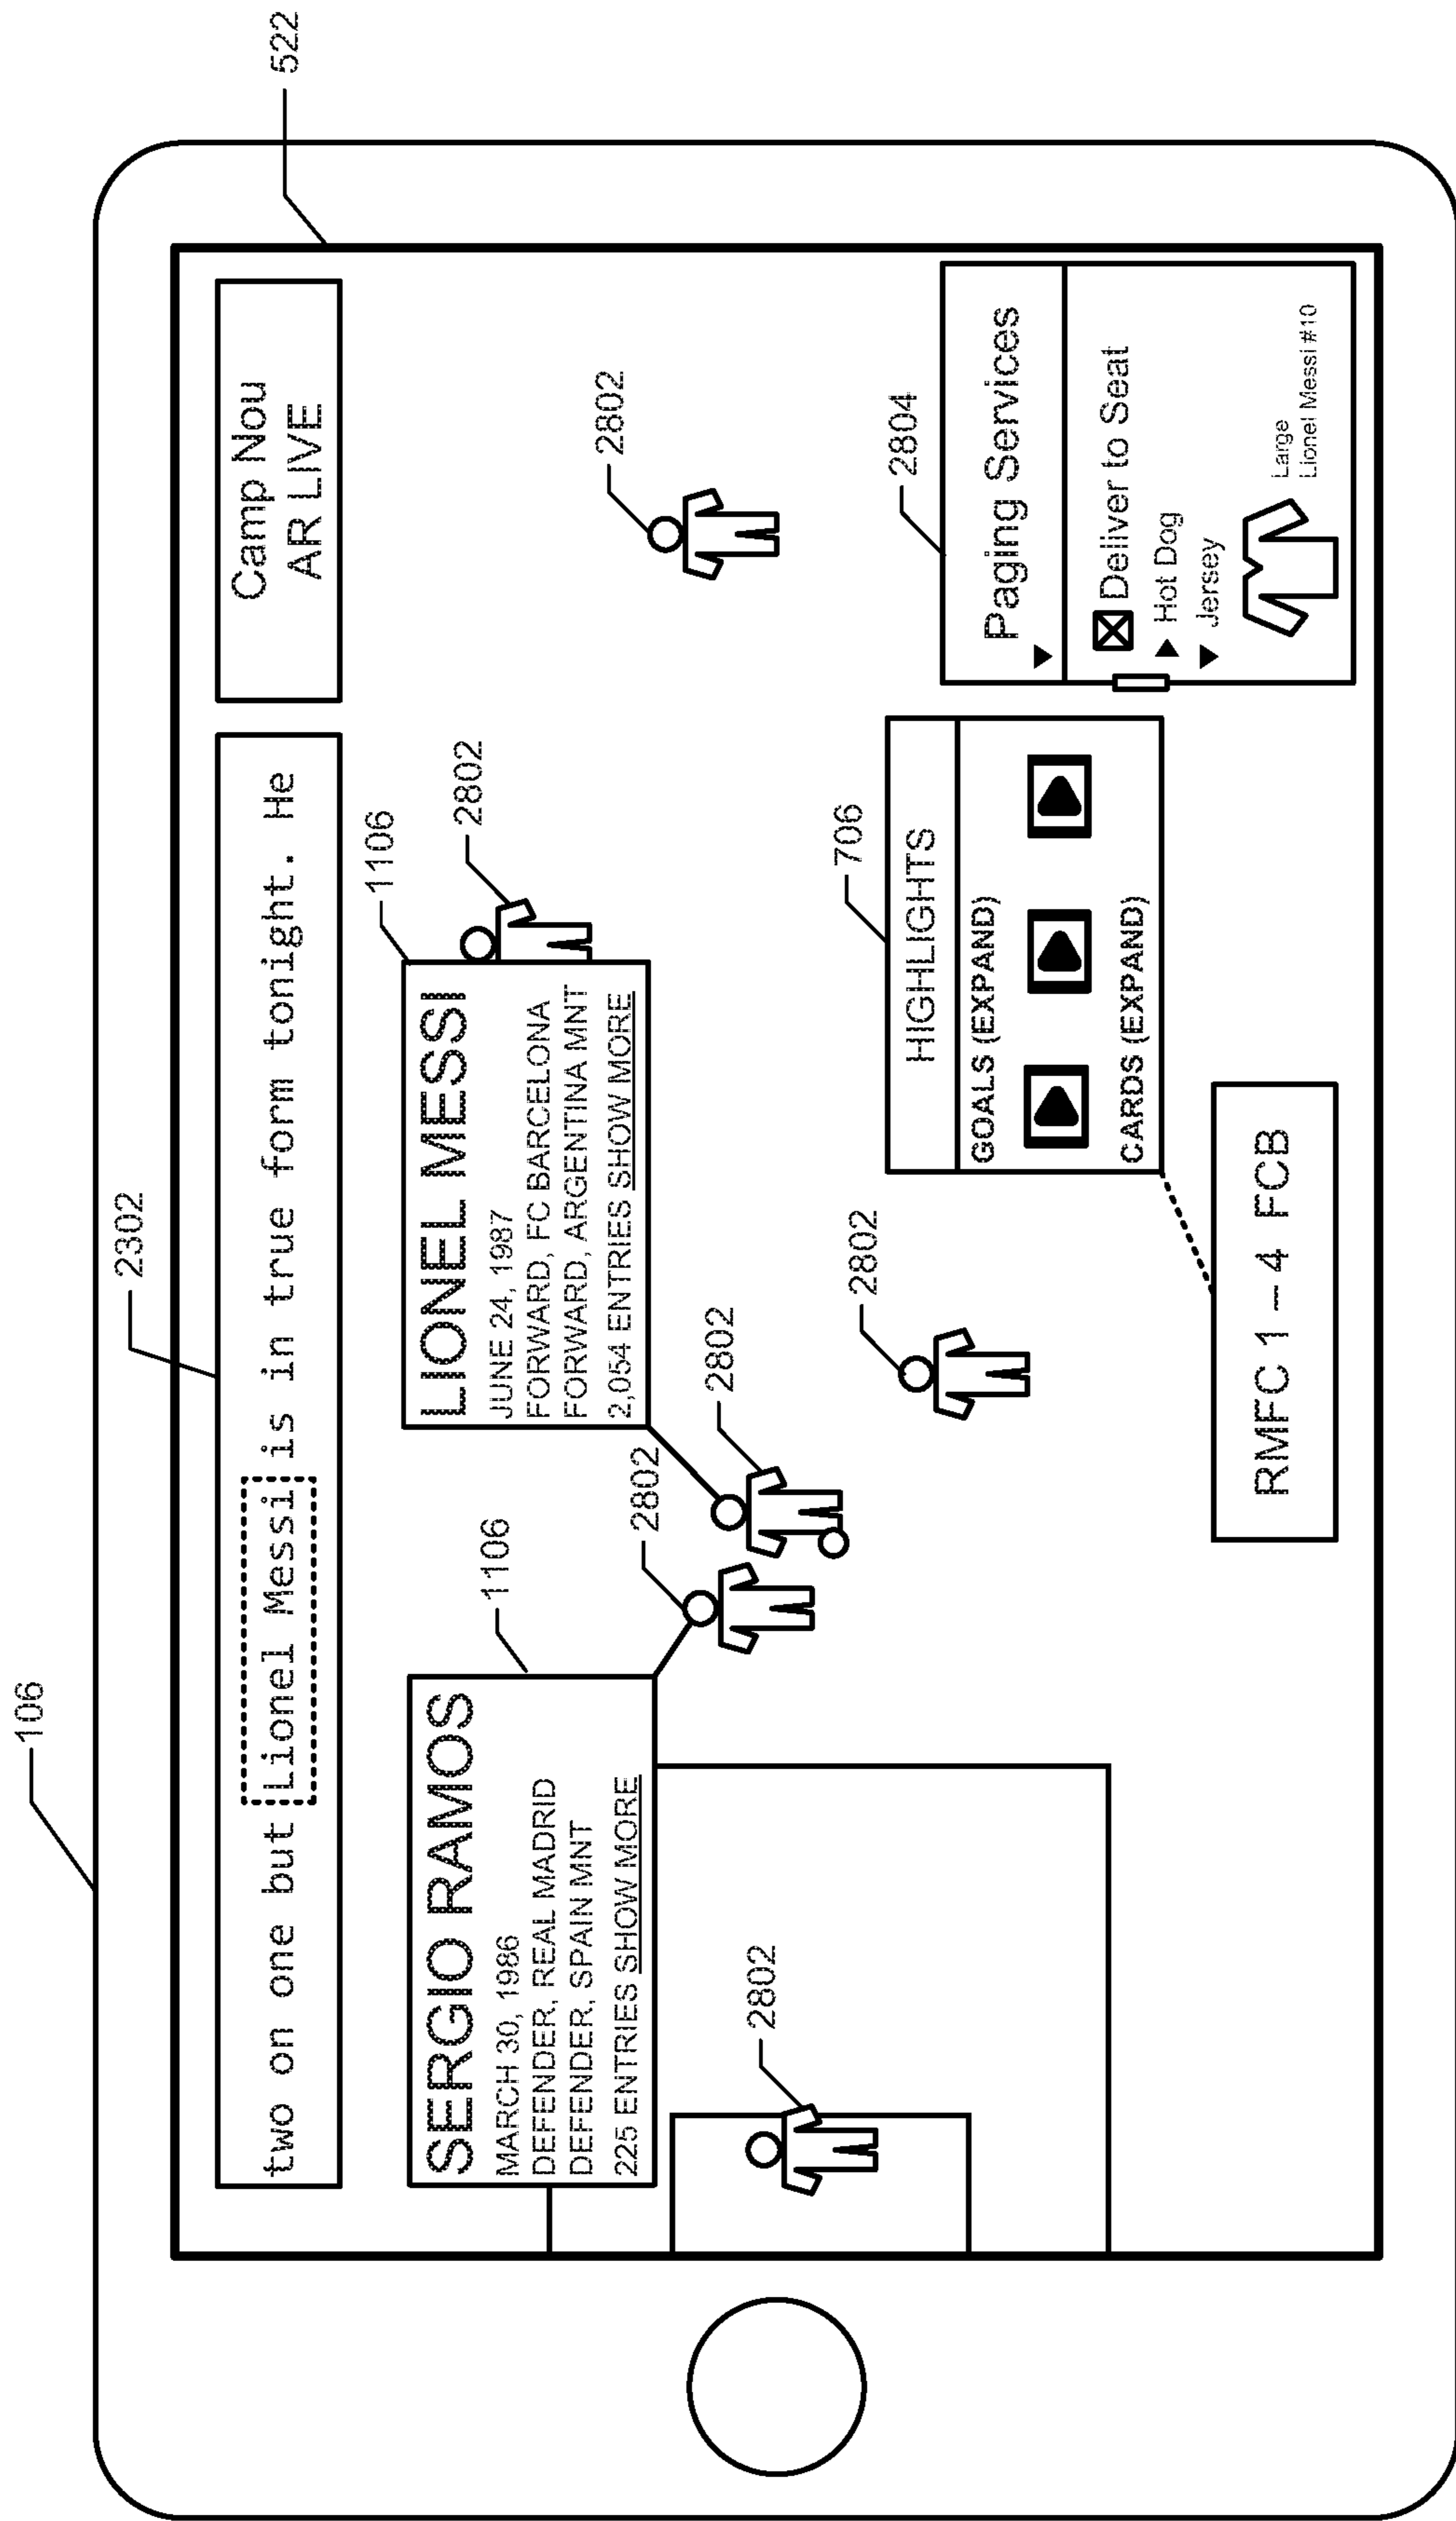 106
2302
522
two on one but Lionel Messi is in true form tonight. He
Camp Nou
AR LIVE
1106
SERGIO RAMOS
MARCH 30, 1986
DEFENDER, REAL MADRID
DEFENDER, SPAIN MNT
225 ENTRIES SHOW MORE
1106
LIONEL MESSI
JUNE 24, 1987
FORWARD, FC BARCELONA
FORWARD, ARGENTINA MNT
2,054 ENTRIES SHOW MORE
2802
2802
2802
2802
2802
2802
706
HIGHLIGHTS
GOALS (EXPAND)
CARDS (EXPAND)
RMFC 1 – 4 FCB
2804
Paging Services
Deliver to Seat
Hot Dog
Jersey
Large
Lionel Messi #10